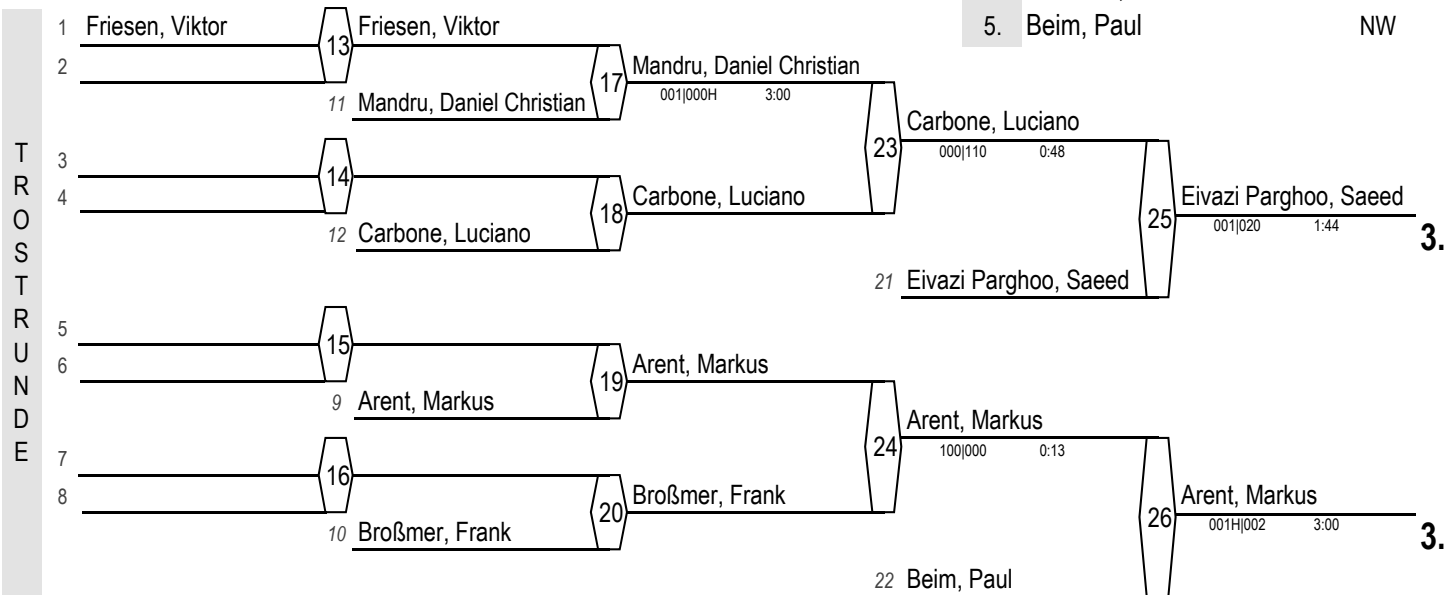 5. Beim, Paul NW
TROSTRUNDE
1 Friesen, Viktor 13 Friesen, Viktor
2
17 Mandru, Daniel Christian
001|000H 3:00
11 Mandru, Daniel Christian
23 Carbone, Luciano
000|110 0:48
3
14
4
18 Carbone, Luciano
12 Carbone, Luciano
25 Eivazi Parghoo, Saeed
001|020 1:44
3.
21 Eivazi Parghoo, Saeed
5
15
6
19 Arent, Markus
9 Arent, Markus
24 Arent, Markus
100|000 0:13
7
16
8
20 Broßmer, Frank
10 Broßmer, Frank
26 Arent, Markus
001H|002 3:00
3.
22 Beim, Paul